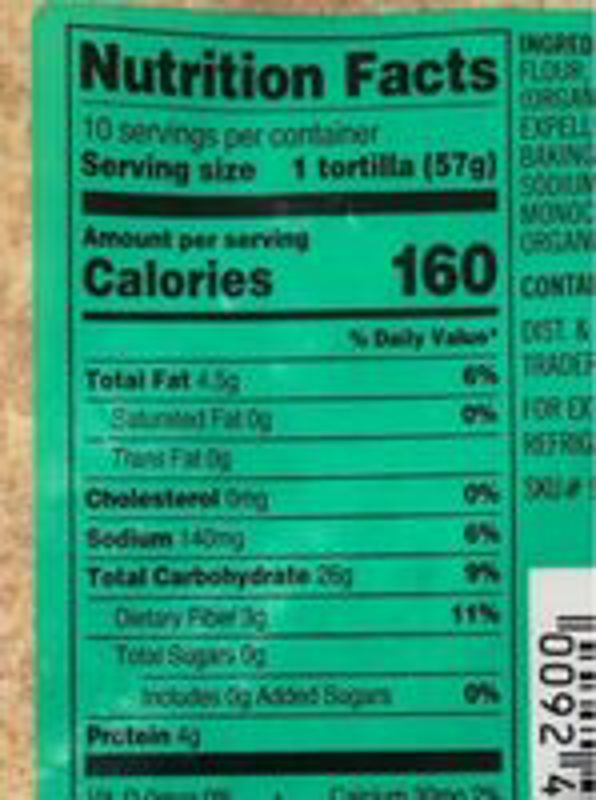 Nutrition Facts
10 servings per container
Serving size 1 tortilla (57g)
Amount per serving
Calories 160
% Daily Value*
Total Fat 4.5g 6%
Saturated Fat 0g 0%
Trans Fat 0g
Cholesterol 0mg 0%
Sodium 140mg 6%
Total Carbohydrate 26g 9%
Dietary Fiber 3g 11%
Total Sugars 0g
Includes 0g Added Sugars 0%
Protein 4g
INGRED
FLOUR,
(ORGAN
EXPELL
BAKING
SODIUM
MONOC
ORGAN
CONTAI
DIST. &
TRADER
FOR EX
REFRIG
SKU#
00924